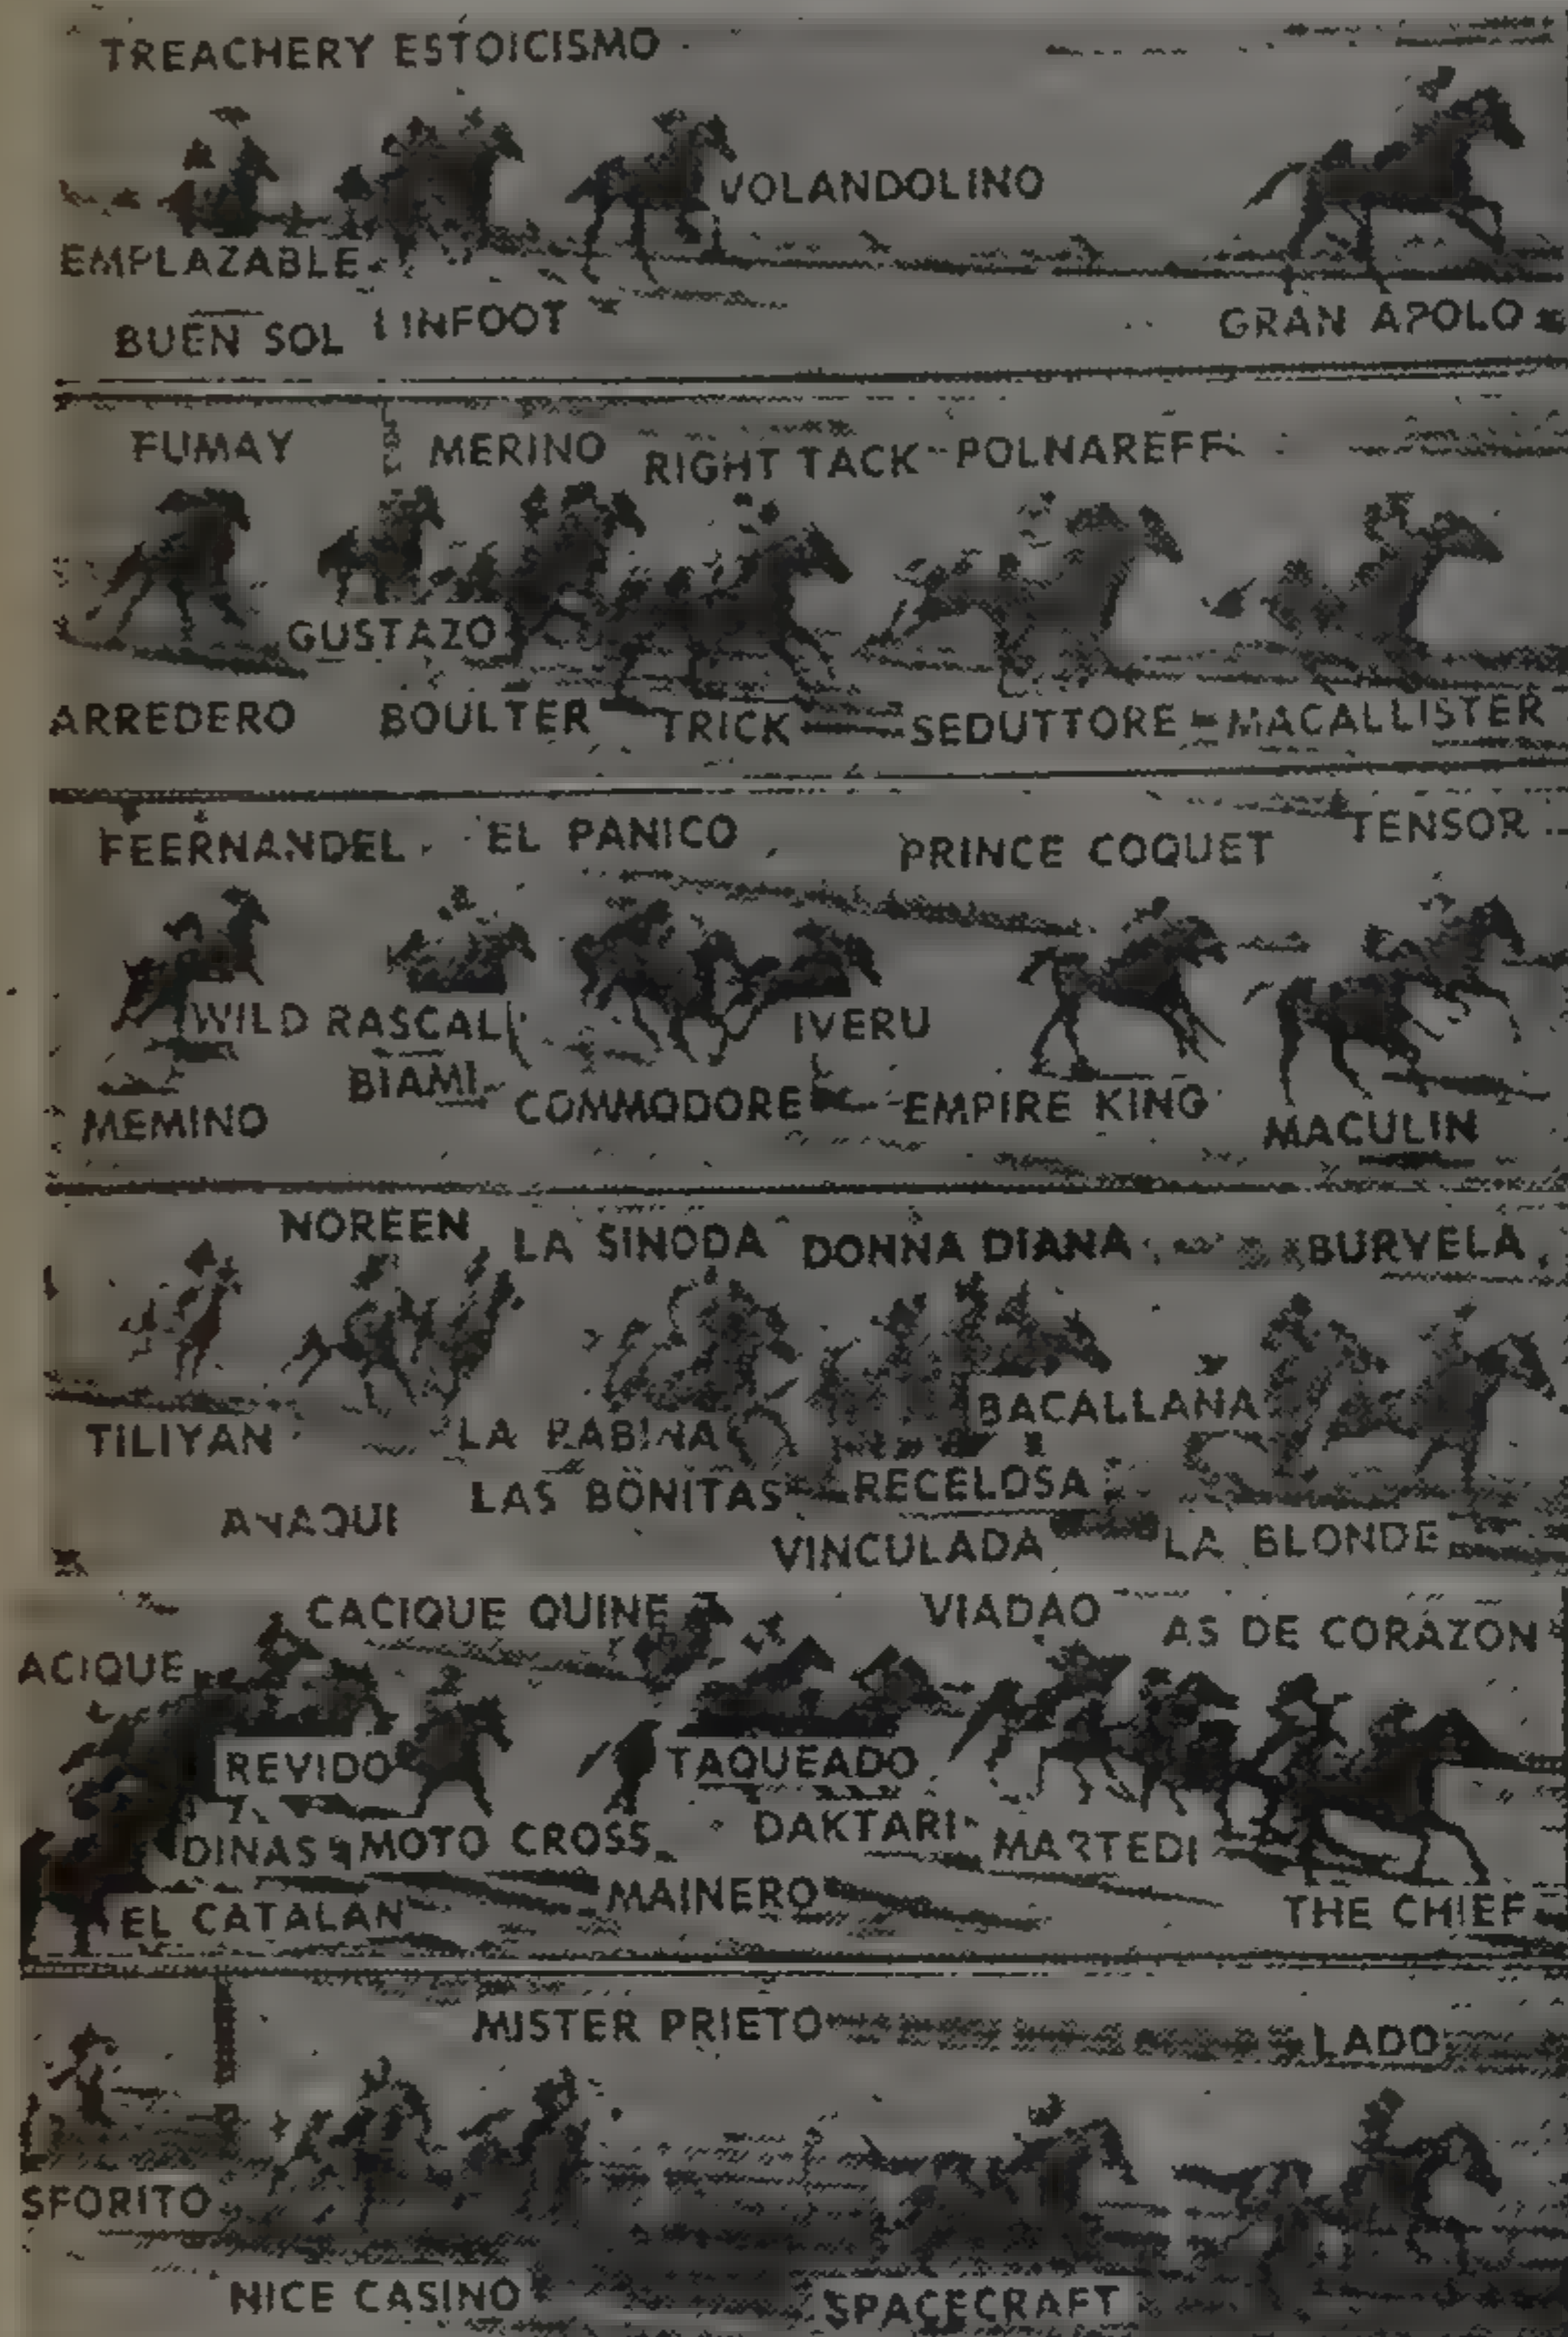 TREACHERY ESTOICISMO
VOLANDOLINO
EMPLAZABLE
BUEN SOL LINFOOT GRAN APOLO
FUMAY MERINO RIGHT TACK POLNAREFF
GUSTAZO
ARREDERO BOULTER TRICK SEDUTTORE MACALLISTER
FEERNANDEL EL PANICO PRINCE COQUET TENSOR
WILD RASCAL IVERU
BIAMI COMMODORE EMPIRE KING
MEMINO MACULIN
NOREEN LA SINODA DONNA DIANA BURVELA
BACALLANA
TILIYAN LA RABINA
LAS BONITAS RECELOSA
VINCULADA LA BLONDE
CACIQUE QUINE VIADAO AS DE CORAZON
ACIQUE
REVIDO TAQUEADO
DINAS MOTO CROSS DAKTARI MARTEDI
EL CATALAN MAINERO THE CHIEF
MISTER PRIETO LADO
SFORITO
NICE CASINO SPACECRAFT